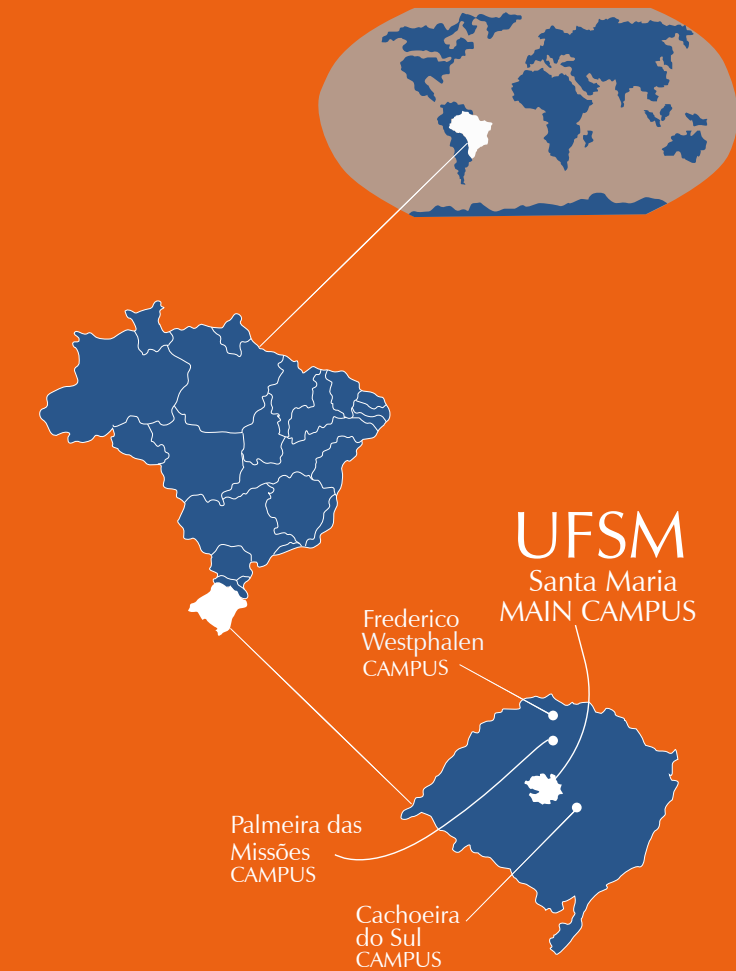 UFSM
Santa Maria
MAIN CAMPUS
Frederico
Westphalen
CAMPUS
Palmeira das
Missões
CAMPUS
Cachoeira
do Sul
CAMPUS